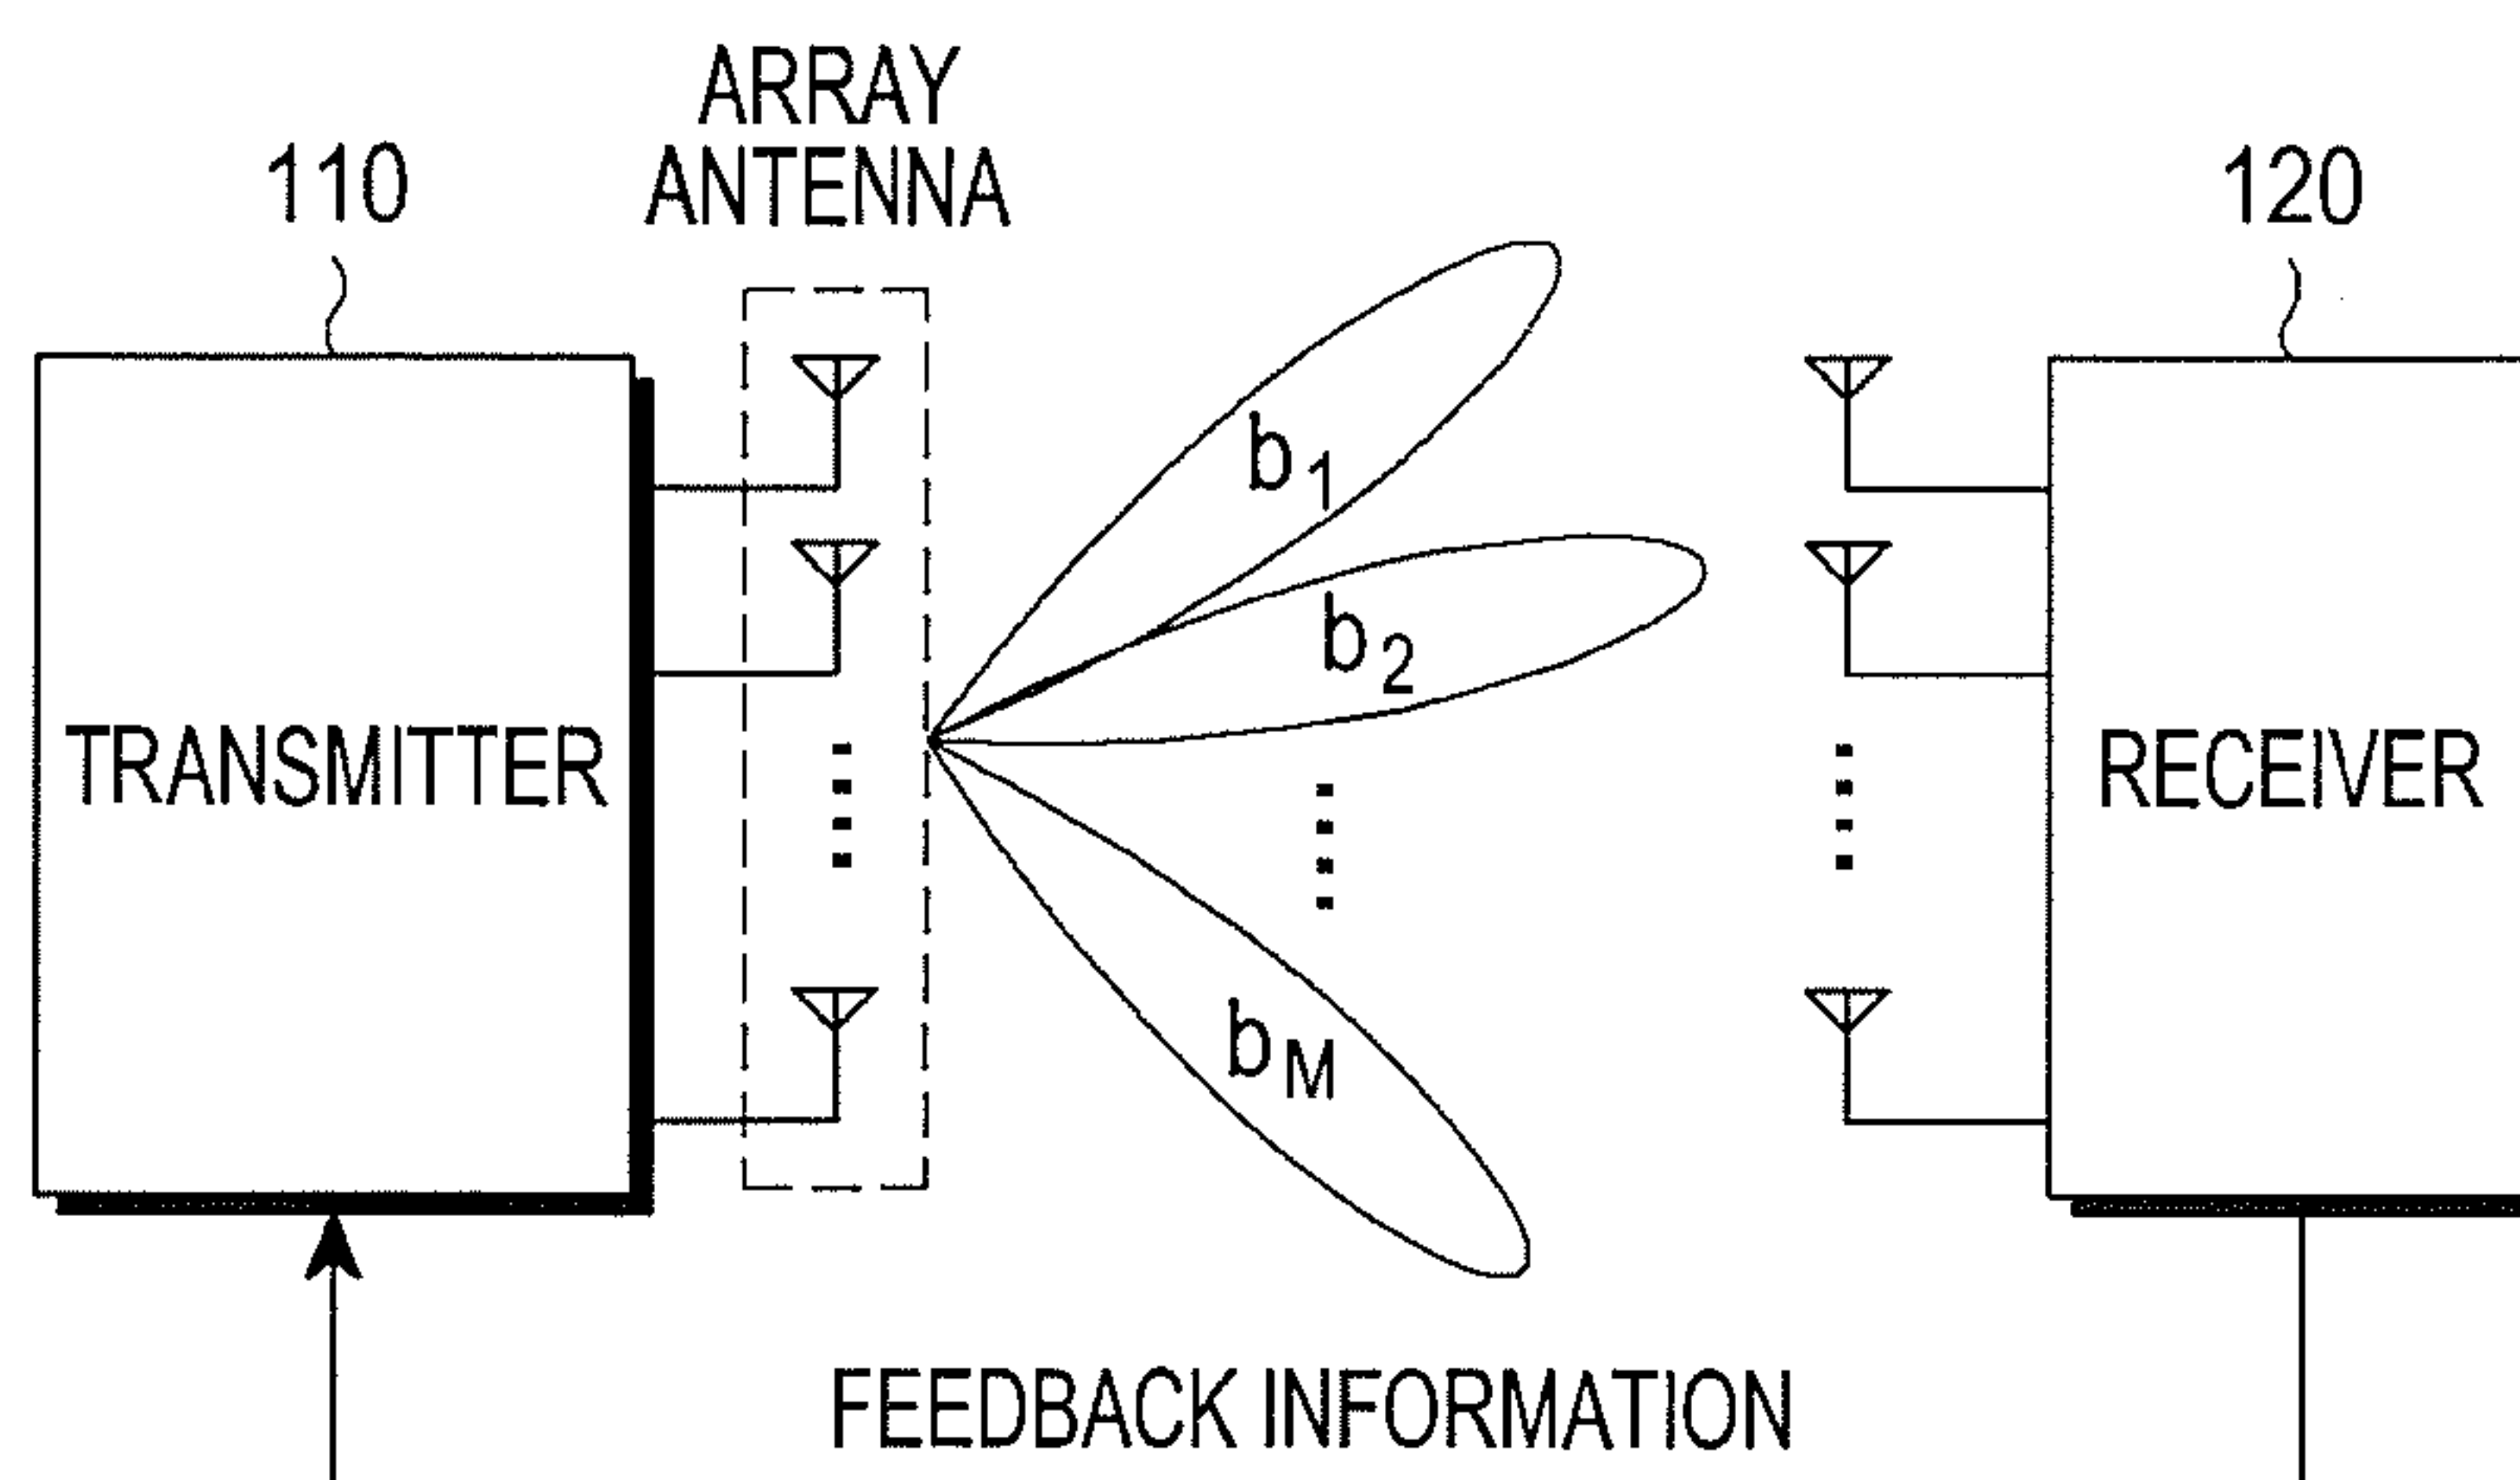 ARRAY
ANTENNA
110
120
b1
b2
TRANSMITTER
RECEIVER
bM
FEEDBACK INFORMATION